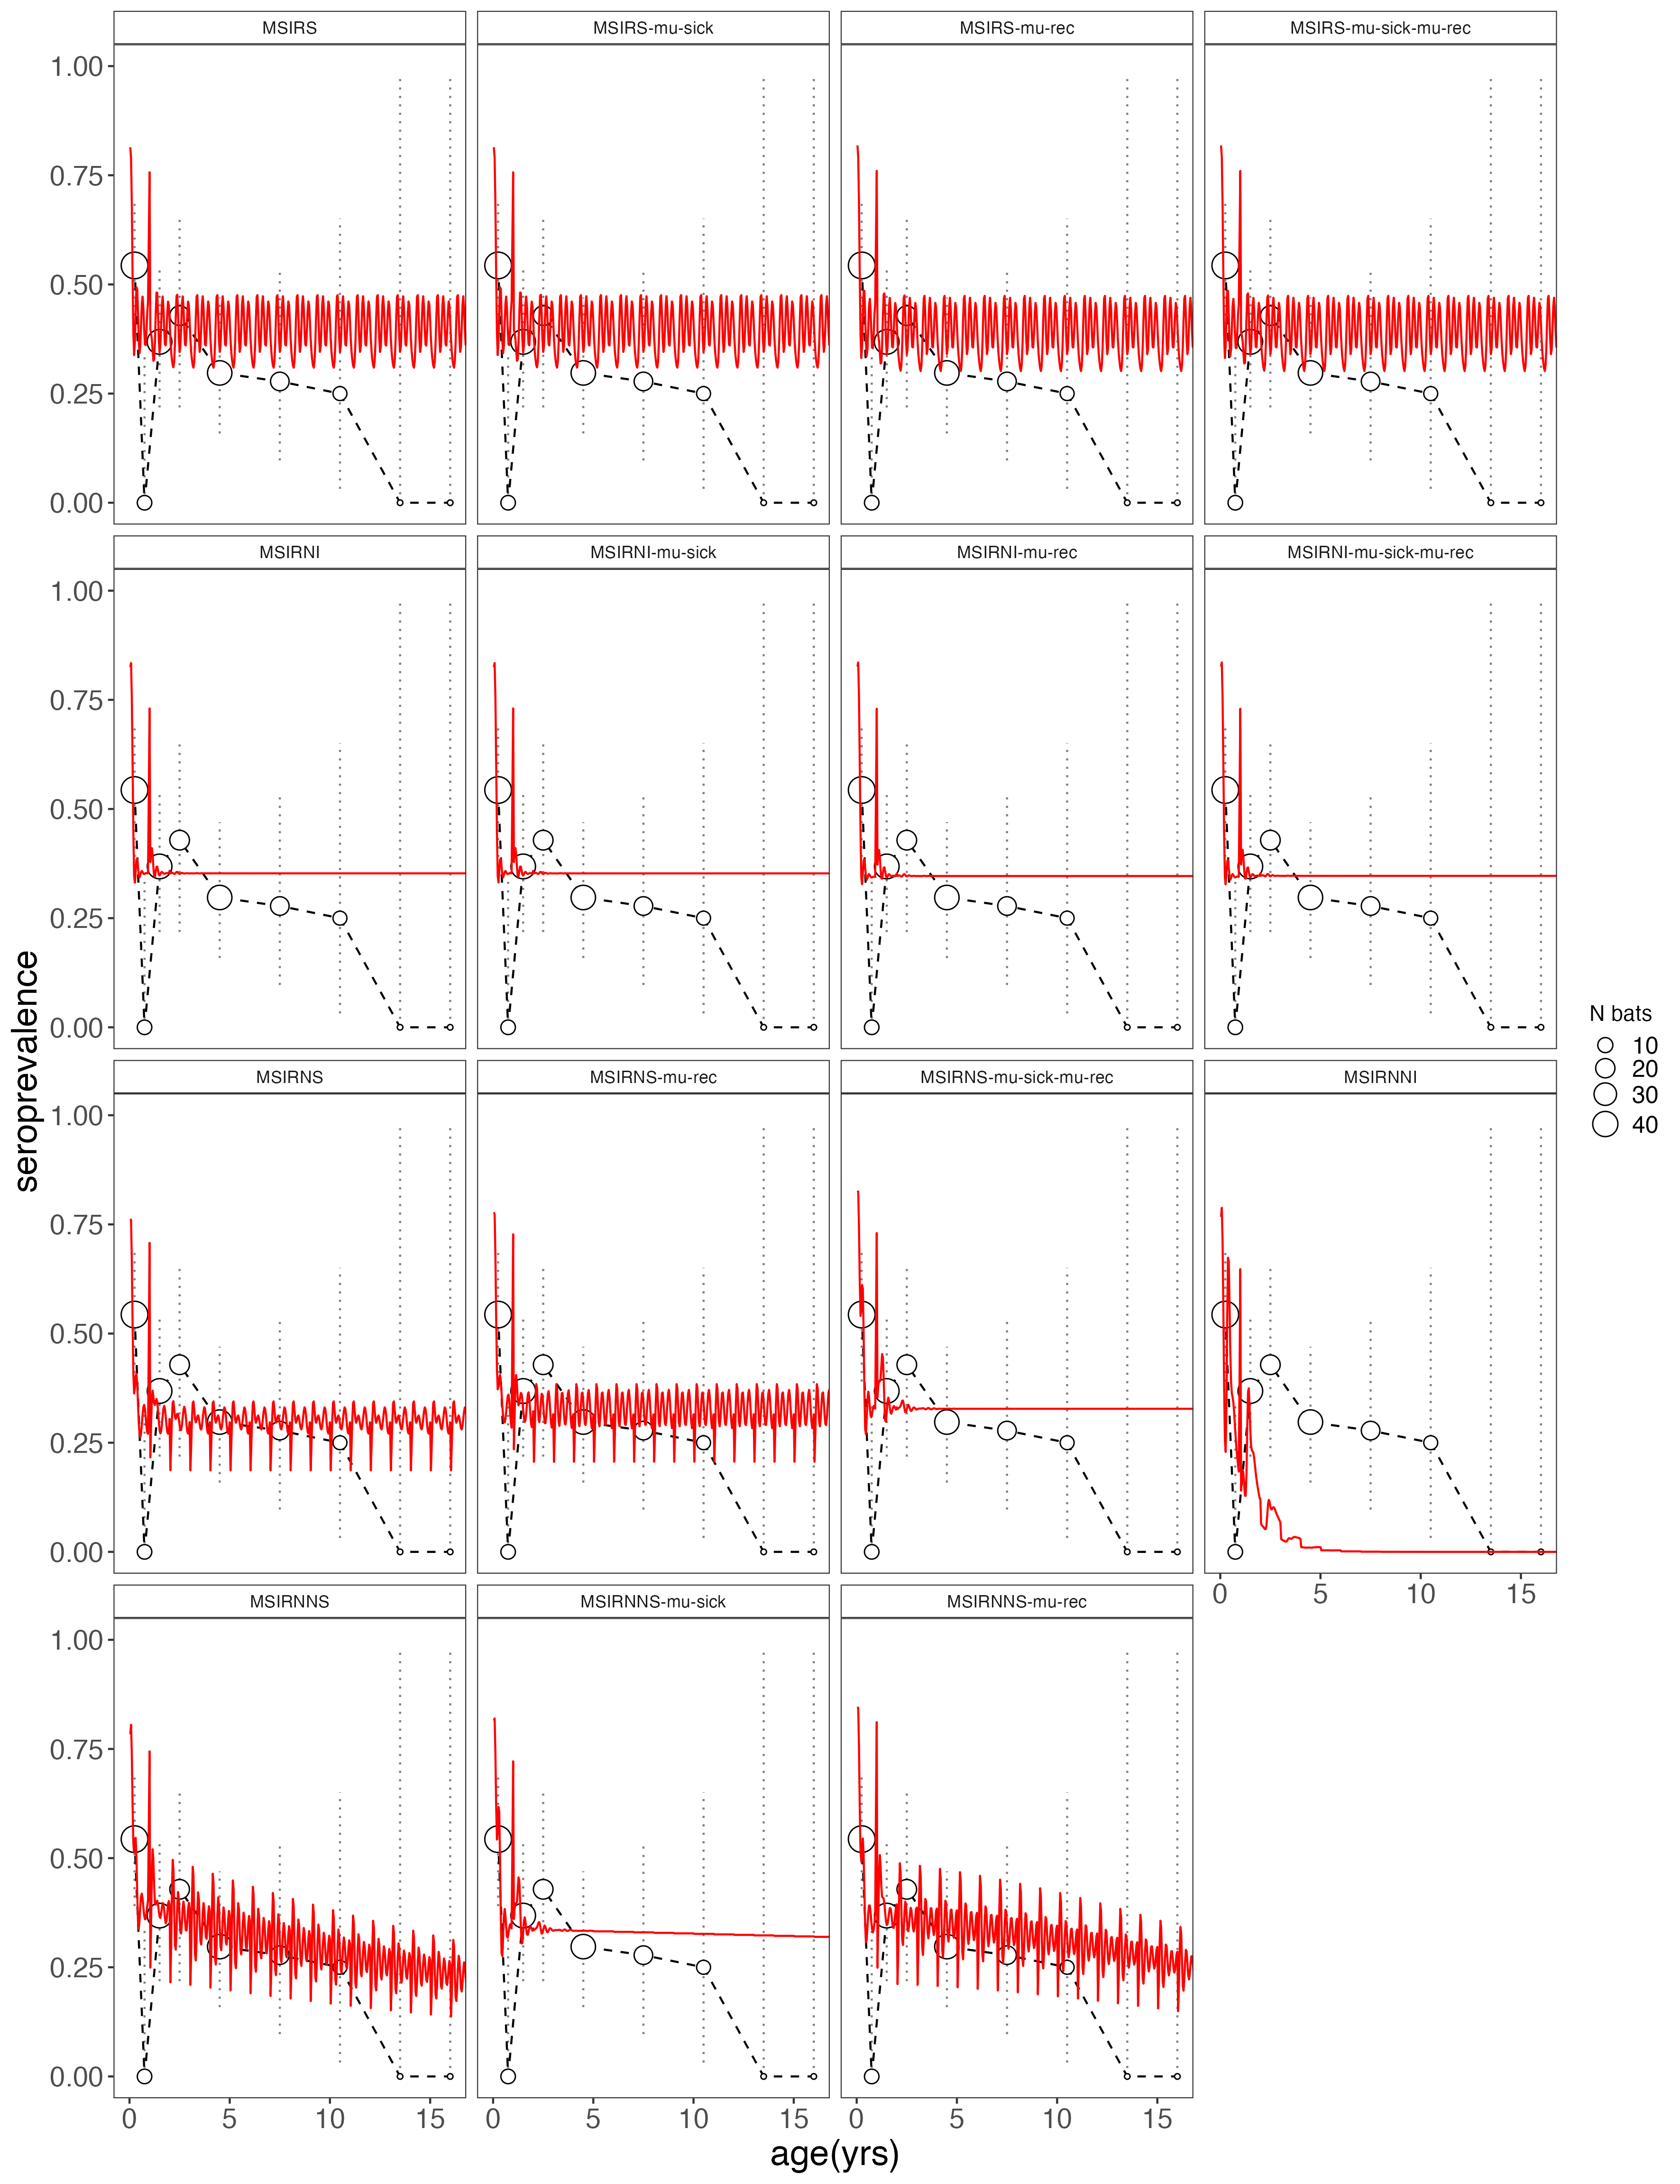 MSIRS MSIRS-mu-sick MSIRS-mu-rec MSIRS-mu-sick-mu-rec
1.00
0.75
0.50
0.25
0.00
MSIRNI MSIRNI-mu-sick MSIRNI-mu-rec MSIRNI-mu-sick-mu-rec
1.00
0.75
0.50
0.25
0.00
seroprevalence
N bats
10
20
30
40
MSIRNS MSIRNS-mu-rec MSIRNS-mu-sick-mu-rec MSIRNNI
1.00
0.75
0.50
0.25
0.00
0 5 10 15
MSIRNNS MSIRNNS-mu-sick MSIRNNS-mu-rec
1.00
0.75
0.50
0.25
0.00
0 5 10 15 0 5 10 15 0 5 10 15
age(yrs)